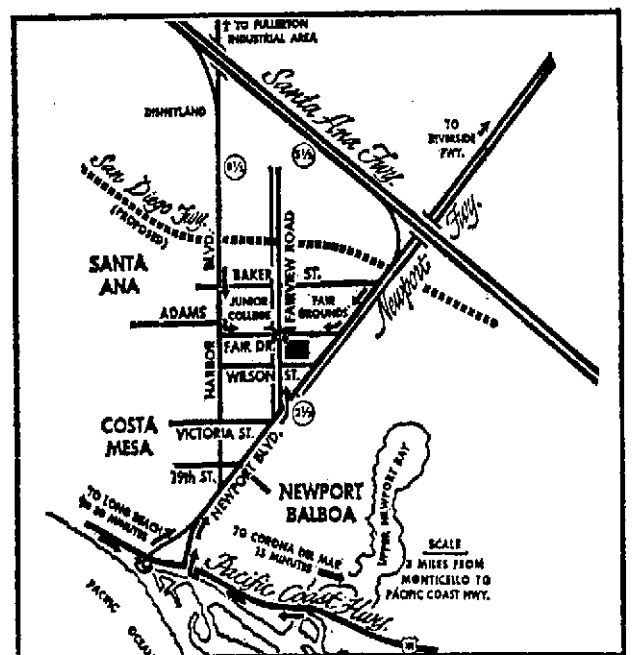 TO FULLERTON
INDUSTRIAL AREA
DISNEYLAND
Santa Ana Fwy.
TO
RIVERSIDE
FWY.
San Diego Fwy.
(PROPOSED)
Newport Fwy.
SANTA
ANA
HARBOR BLVD.
FAIRVIEW ROAD
BAKER ST.
JUNIOR
COLLEGE
FAIR
GROUNDS
ADAMS
FAIR DR.
WILSON ST.
COSTA
MESA
VICTORIA ST.
19th ST.
NEWPORT BLVD.
NEWPORT
BALBOA
UPPER NEWPORT BAY
TO LONG BEACH
30 MINUTES
TO CORONA DEL MAR
15 MINUTES
SCALE
MILES FROM
MONTICELLO TO
PACIFIC COAST HWY.
Pacific Coast Hwy.
PACIFIC
OCEAN